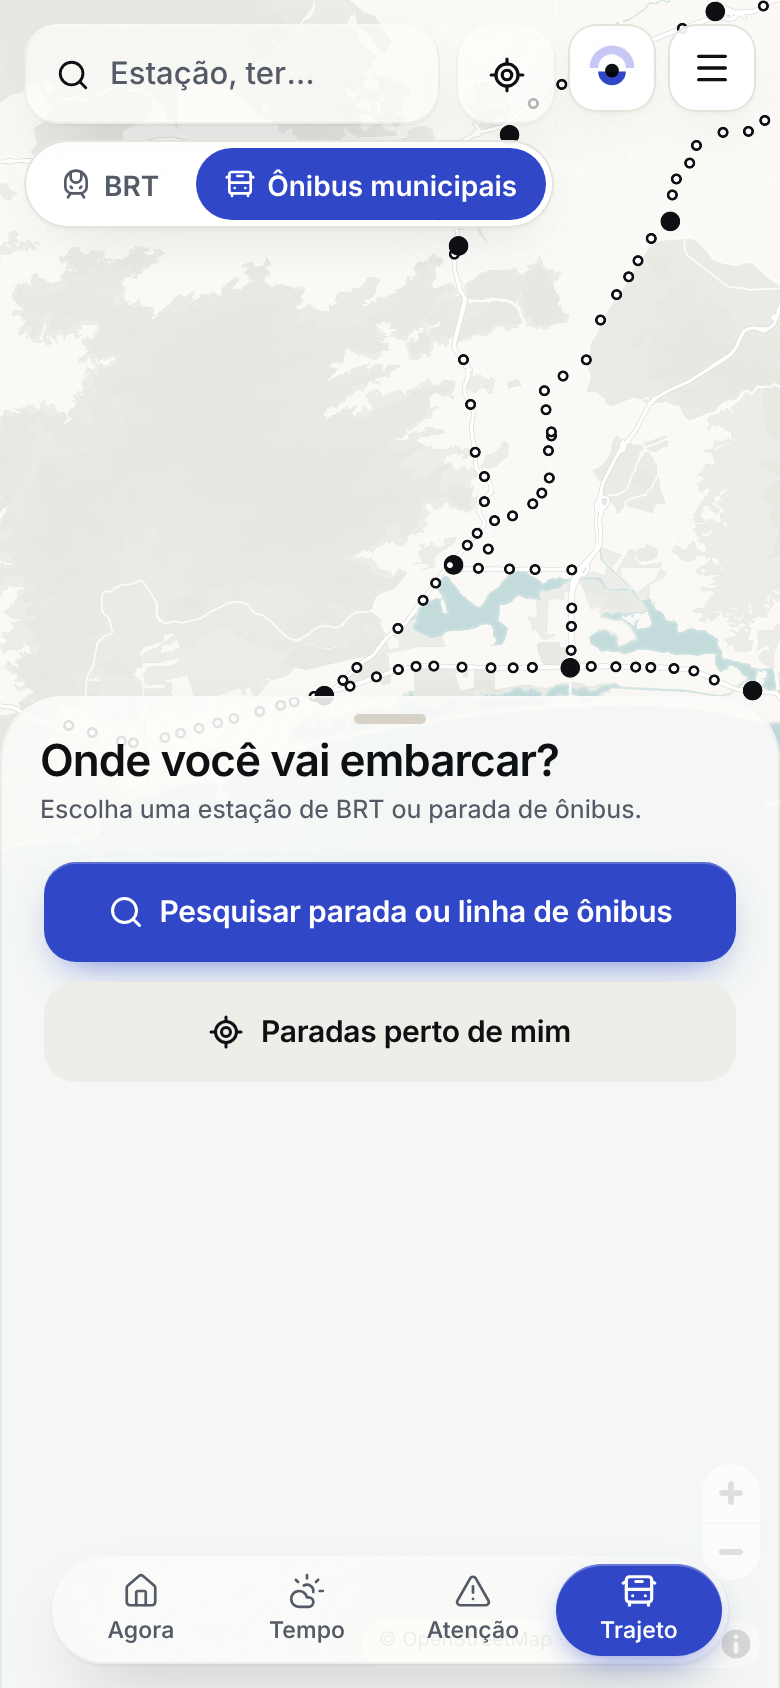 Estação, ter...
BRT
Ônibus municipais
Onde você vai embarcar?
Escolha uma estação de BRT ou parada de ônibus.
Pesquisar parada ou linha de ônibus
Paradas perto de mim
Agora
Tempo
Atenção
Trajeto
© OpenStreetMap